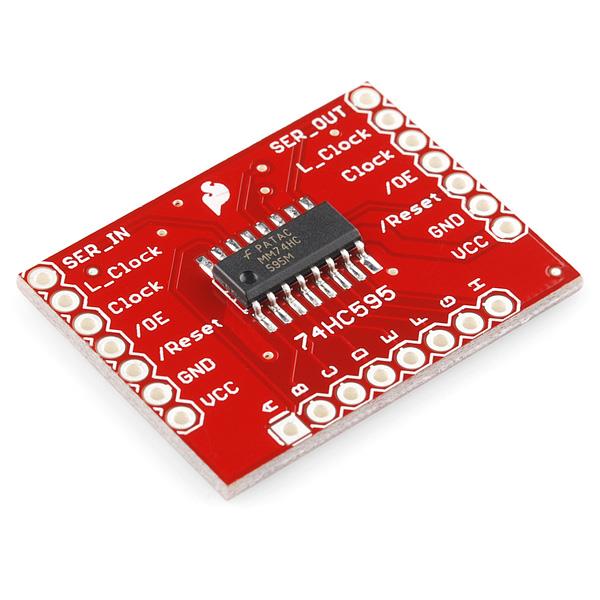 SER_OUT
L_Clock
Clock
/OE
/Reset
GND
VCC
SER_IN
L_Clock
Clock
/OE
/Reset
GND
VCC
PATAC
MM74HC
595M
74HC595
A
B
C
D
E
F
G
H